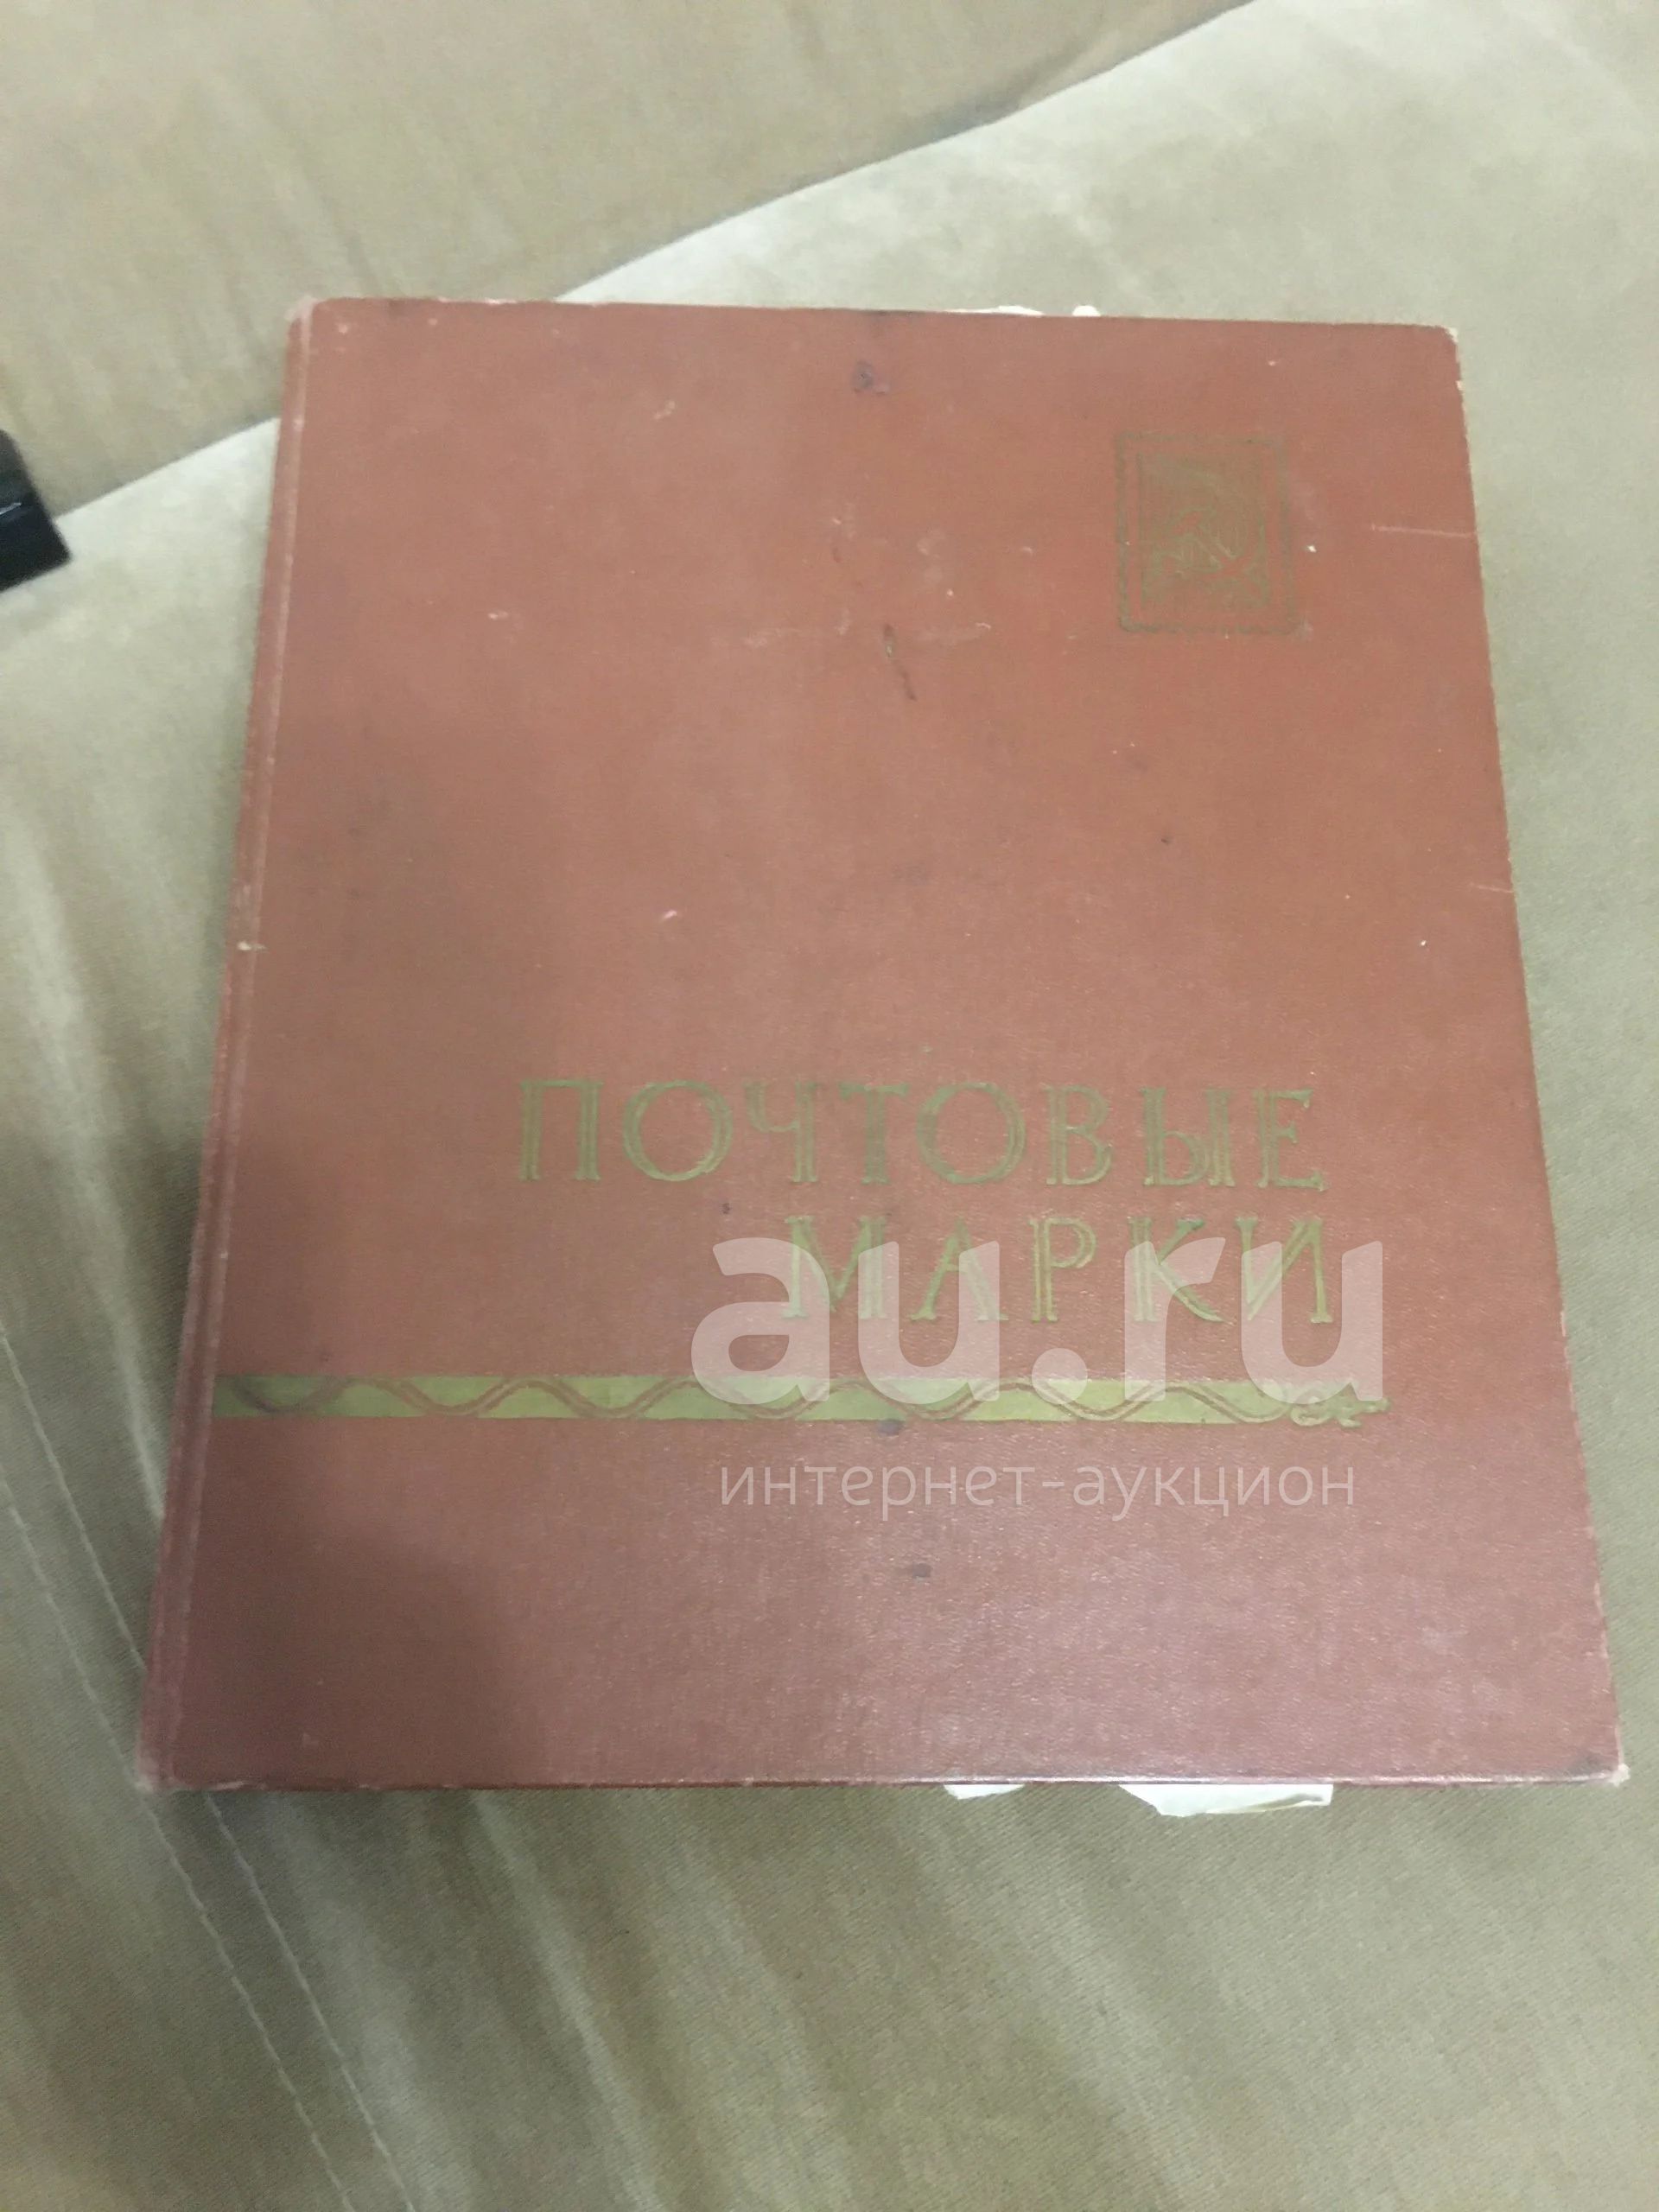 ПОЧТОВЫЕ
МАРКИ
au.ru
интернет-аукцион